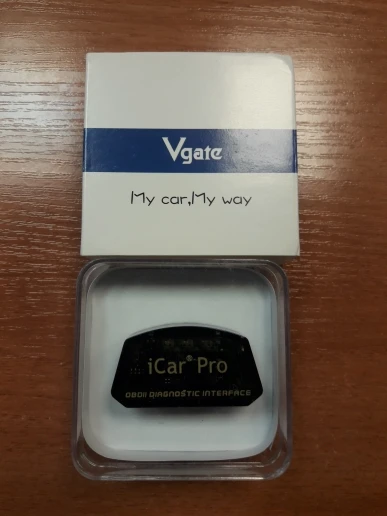 Vgate
My car,My way
iCar® Pro
OBDII DIAGNOSTIC INTERFACE